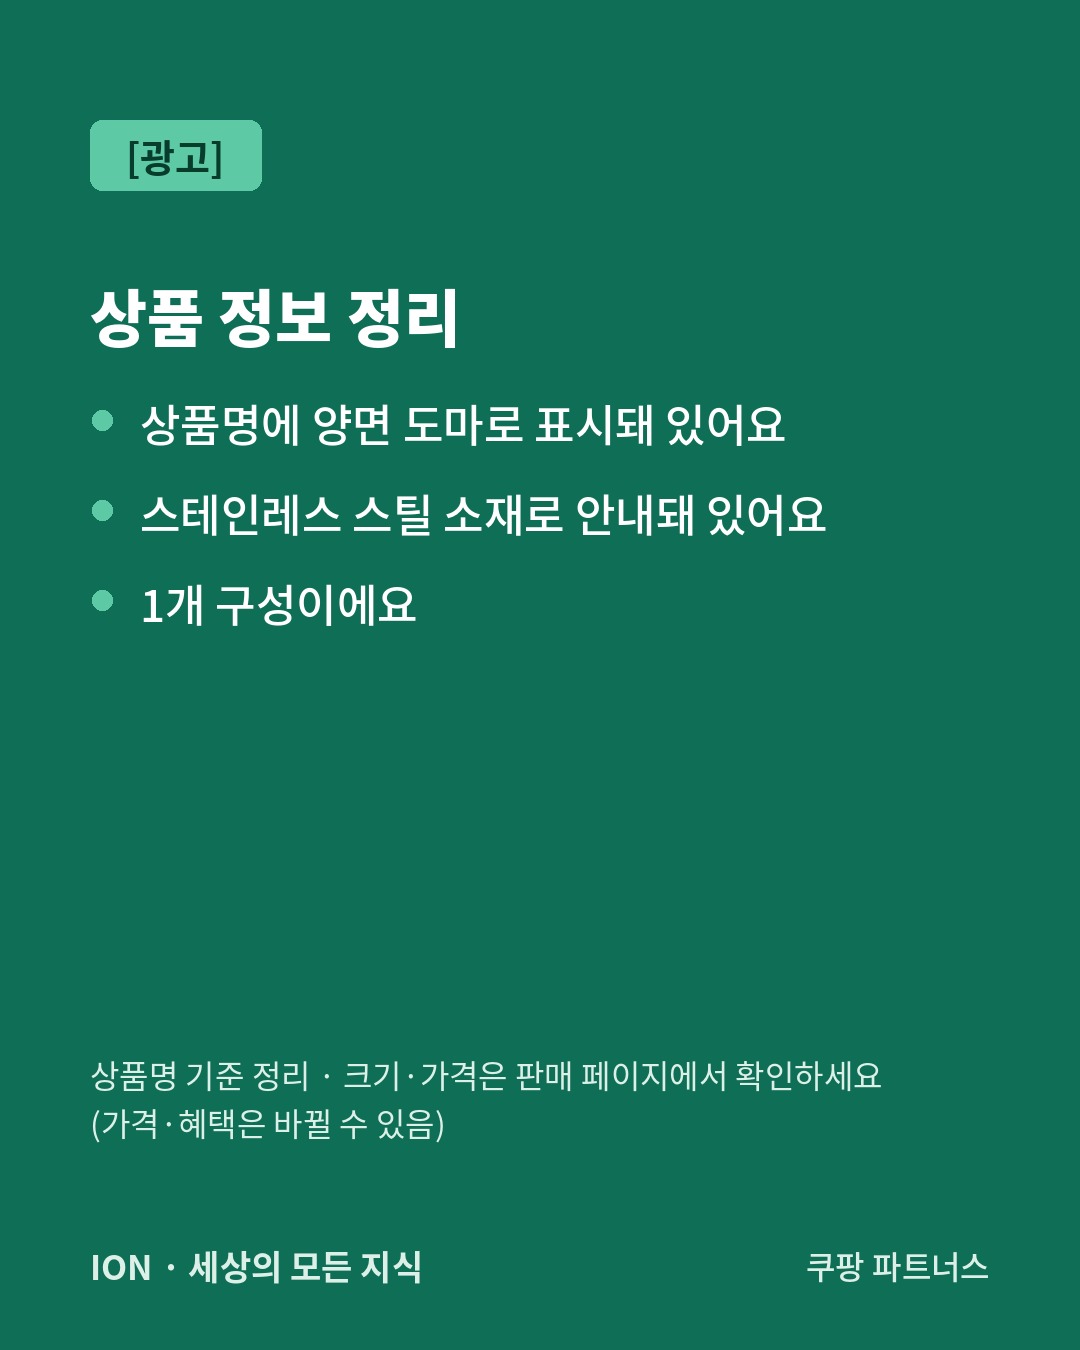 [광고]
상품 정보 정리
상품명에 양면 도마로 표시돼 있어요
스테인레스 스틸 소재로 안내돼 있어요
1개 구성이에요
상품명 기준 정리 · 크기·가격은 판매 페이지에서 확인하세요
(가격·혜택은 바뀔 수 있음)
ION · 세상의 모든 지식
쿠팡 파트너스